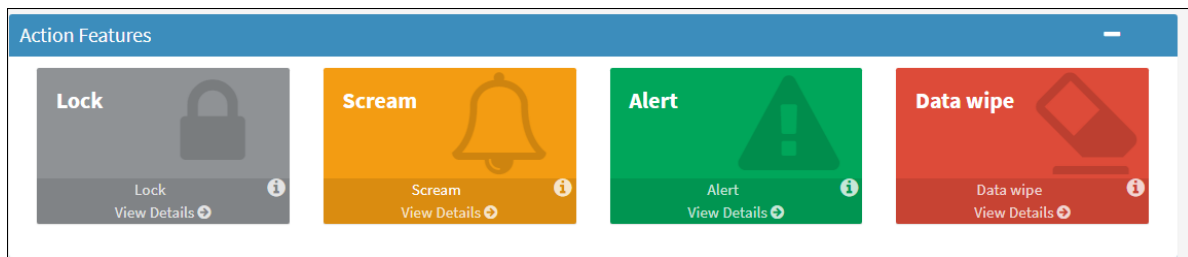 Action Features
Lock
Scream
Alert
Data wipe
Lock
Scream
Alert
Data wipe
View Details
View Details
View Details
View Details